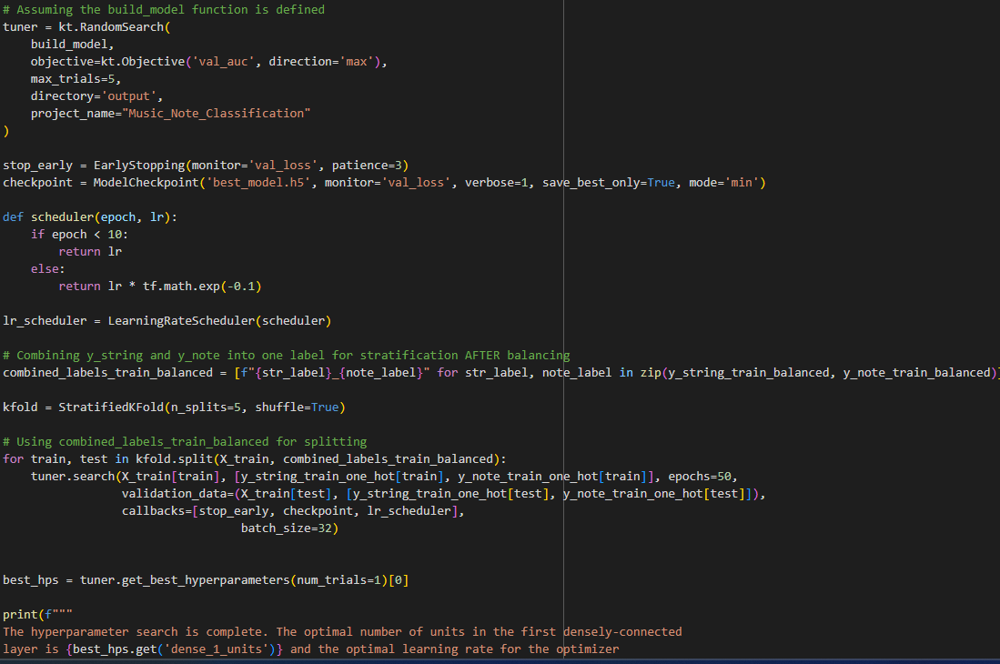 # Assuming the build_model function is defined
tuner = kt.RandomSearch(
    build_model,
    objective=kt.Objective('val_auc', direction='max'),
    max_trials=5,
    directory='output',
    project_name="Music_Note_Classification"
)
stop_early = EarlyStopping(monitor='val_loss', patience=3)
checkpoint = ModelCheckpoint('best_model.h5', monitor='val_loss', verbose=1, save_best_only=True, mode='min')
def scheduler(epoch, lr):
    if epoch < 10:
        return lr
    else:
        return lr * tf.math.exp(-0.1)
lr_scheduler = LearningRateScheduler(scheduler)
# Combining y_string and y_note into one label for stratification AFTER balancing
combined_labels_train_balanced = [f"{str_label}_{note_label}" for str_label, note_label in zip(y_string_train_balanced, y_note_train_balanced)]
kfold = StratifiedKFold(n_splits=5, shuffle=True)
# Using combined_labels_train_balanced for splitting
for train, test in kfold.split(X_train, combined_labels_train_balanced):
    tuner.search(X_train[train], [y_string_train_one_hot[train], y_note_train_one_hot[train]], epochs=50,
                 validation_data=(X_train[test], [y_string_train_one_hot[test], y_note_train_one_hot[test]]),
                 callbacks=[stop_early, checkpoint, lr_scheduler],
                                  batch_size=32)
best_hps = tuner.get_best_hyperparameters(num_trials=1)[0]
print(f"""
The hyperparameter search is complete. The optimal number of units in the first densely-connected
layer is {best_hps.get('dense_1_units')} and the optimal learning rate for the optimizer